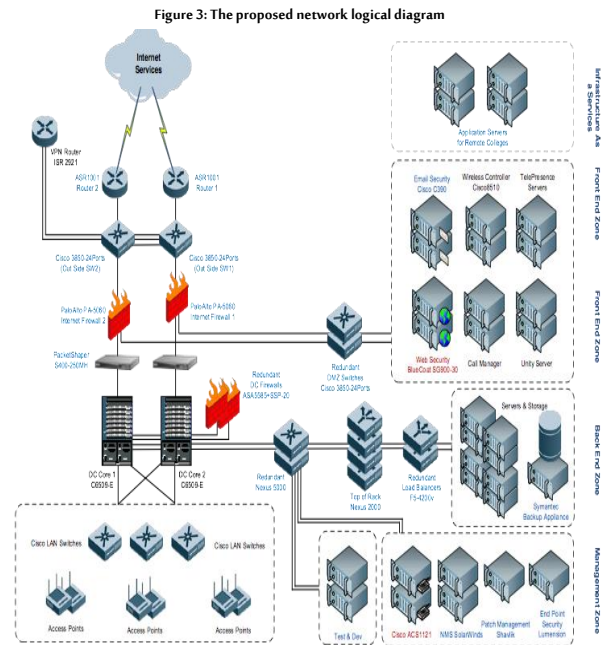 Figure 3: The proposed network logical diagram
Internet
Services
VPN Router
ISR 2921
ASR1001
Router 2
ASR1001
Router 1
Cisco 3850-24Ports
(Out Side SW2)
Cisco 3850-24Ports
(Out Side SW1)
PaloAlto PA-5060
Internet Firewall 2
PaloAlto PA-5060
Internet Firewall 1
PacketShaper
S400-250MH
Redundant
DC Firewalls
ASA5585+SSP-20
Redundant
DMZ Switches
Cisco 3850-24Ports
DC Core 1
C6509-E
DC Core 2
C6509-E
Redundant
Nexus 5000
Top of Rack
Nexus 2000
Redundant
Load Balancers
F5-4200v
Cisco LAN Switches
Cisco LAN Switches
Access Points
Access Points
Access Points
Application Servers
for Remote Colleges
Infrastructure As
a Services
Email Security
Cisco C390
Wireless Controller
Cisco8510
TelePresence
Servers
Front End Zone
Web Security
BlueCoat SG900-30
Call Manager
Unity Server
Front End Zone
Servers & Storage
Symantec
Backup Appliance
Back End Zone
Test & Dev
Cisco ACS1121
NMS SolarWinds
Patch Management
Shavlik
End Point
Security
Lumension
Management Zone